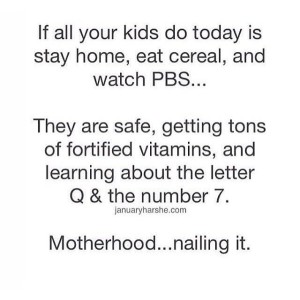 If all your kids do today is
stay home, eat cereal, and
watch PBS...
They are safe, getting tons
of fortified vitamins, and
learning about the letter
Q & the number 7.
januaryharshe.com
Motherhood...nailing it.